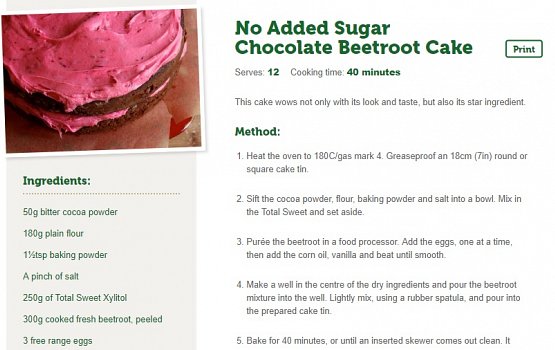 No Added Sugar
Chocolate Beetroot Cake
Print
Serves: 12 Cooking time: 40 minutes
This cake wows not only with its look and taste, but also its star ingredient.
Method:
1. Heat the oven to 180C/gas mark 4. Greaseproof an 18cm (7in) round or
square cake tin.
2. Sift the cocoa powder, flour, baking powder and salt into a bowl. Mix in
the Total Sweet and set aside.
3. Purée the beetroot in a food processor. Add the eggs, one at a time,
then add the corn oil, vanilla and beat until smooth.
4. Make a well in the centre of the dry ingredients and pour the beetroot
mixture into the well. Lightly mix, using a rubber spatula, and pour into
the prepared cake tin.
5. Bake for 40 minutes, or until an inserted skewer comes out clean. It
Ingredients:
50g bitter cocoa powder
180g plain flour
1½tsp baking powder
A pinch of salt
250g of Total Sweet Xylitol
300g cooked fresh beetroot, peeled
3 free range eggs